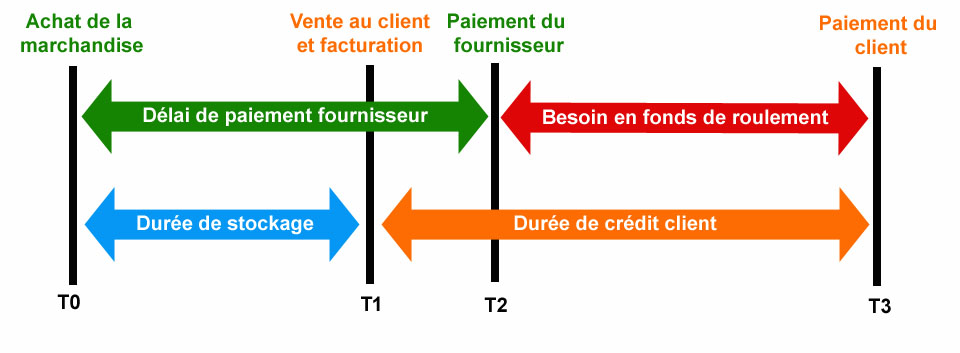 Achat de la
marchandise
Vente au client
et facturation
Paiement du
fournisseur
Paiement du
client
Délai de paiement fournisseur
Besoin en fonds de roulement
Durée de stockage
Durée de crédit client
T0
T1
T2
T3